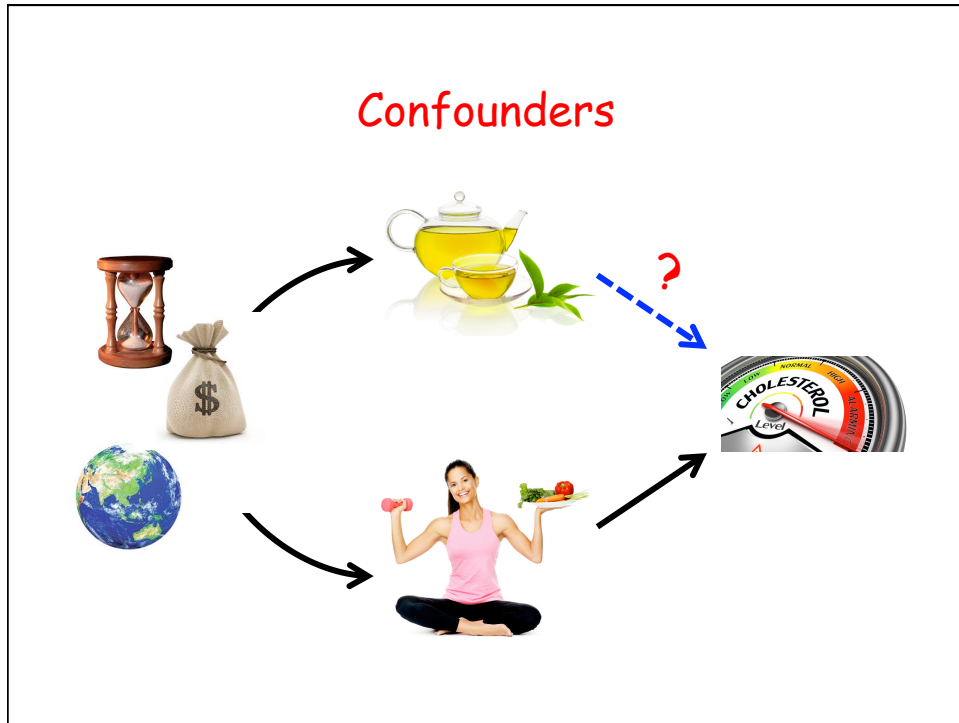 Confounders
?
$
LOW
NORMAL
HIGH
CHOLESTEROL
Level